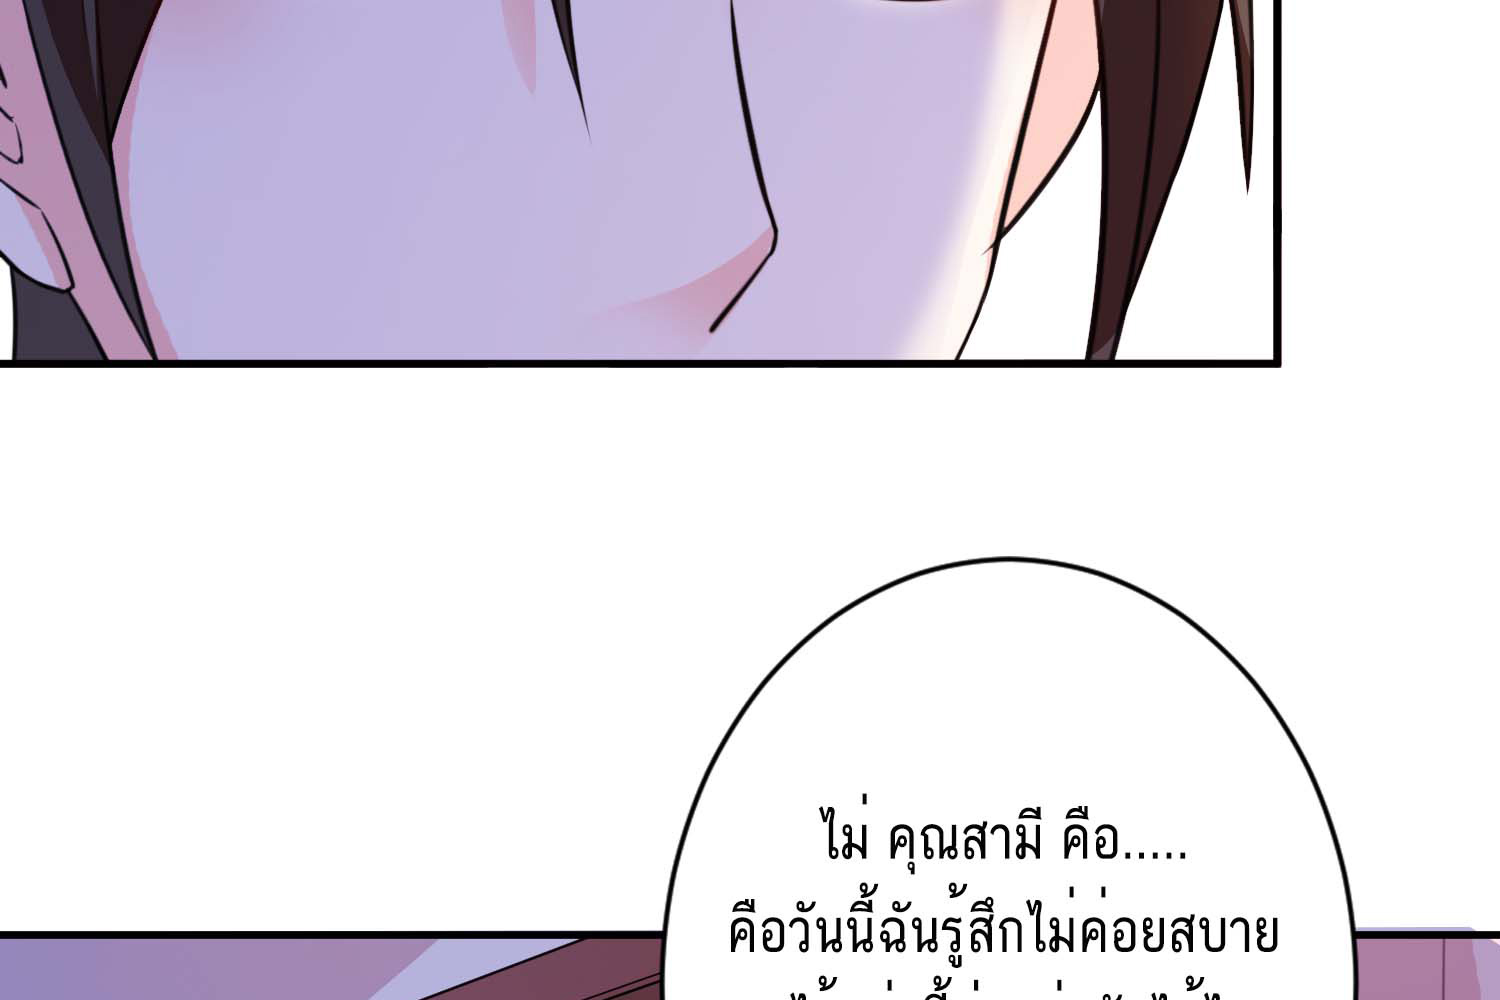 ไม่ คุณสามี คือ.....
คือวันนี้ฉันรู้สึกไม่ค่อยสบาย